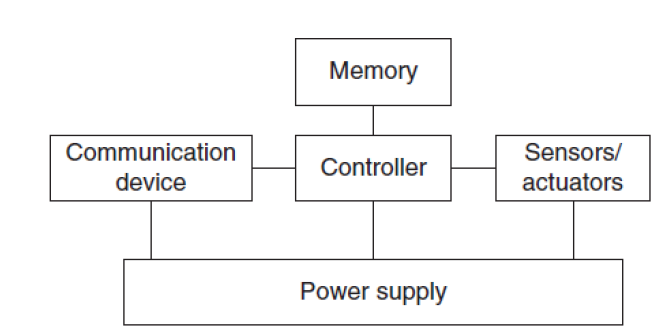 Memory
Communication
device
Controller
Sensors/
actuators
Power supply